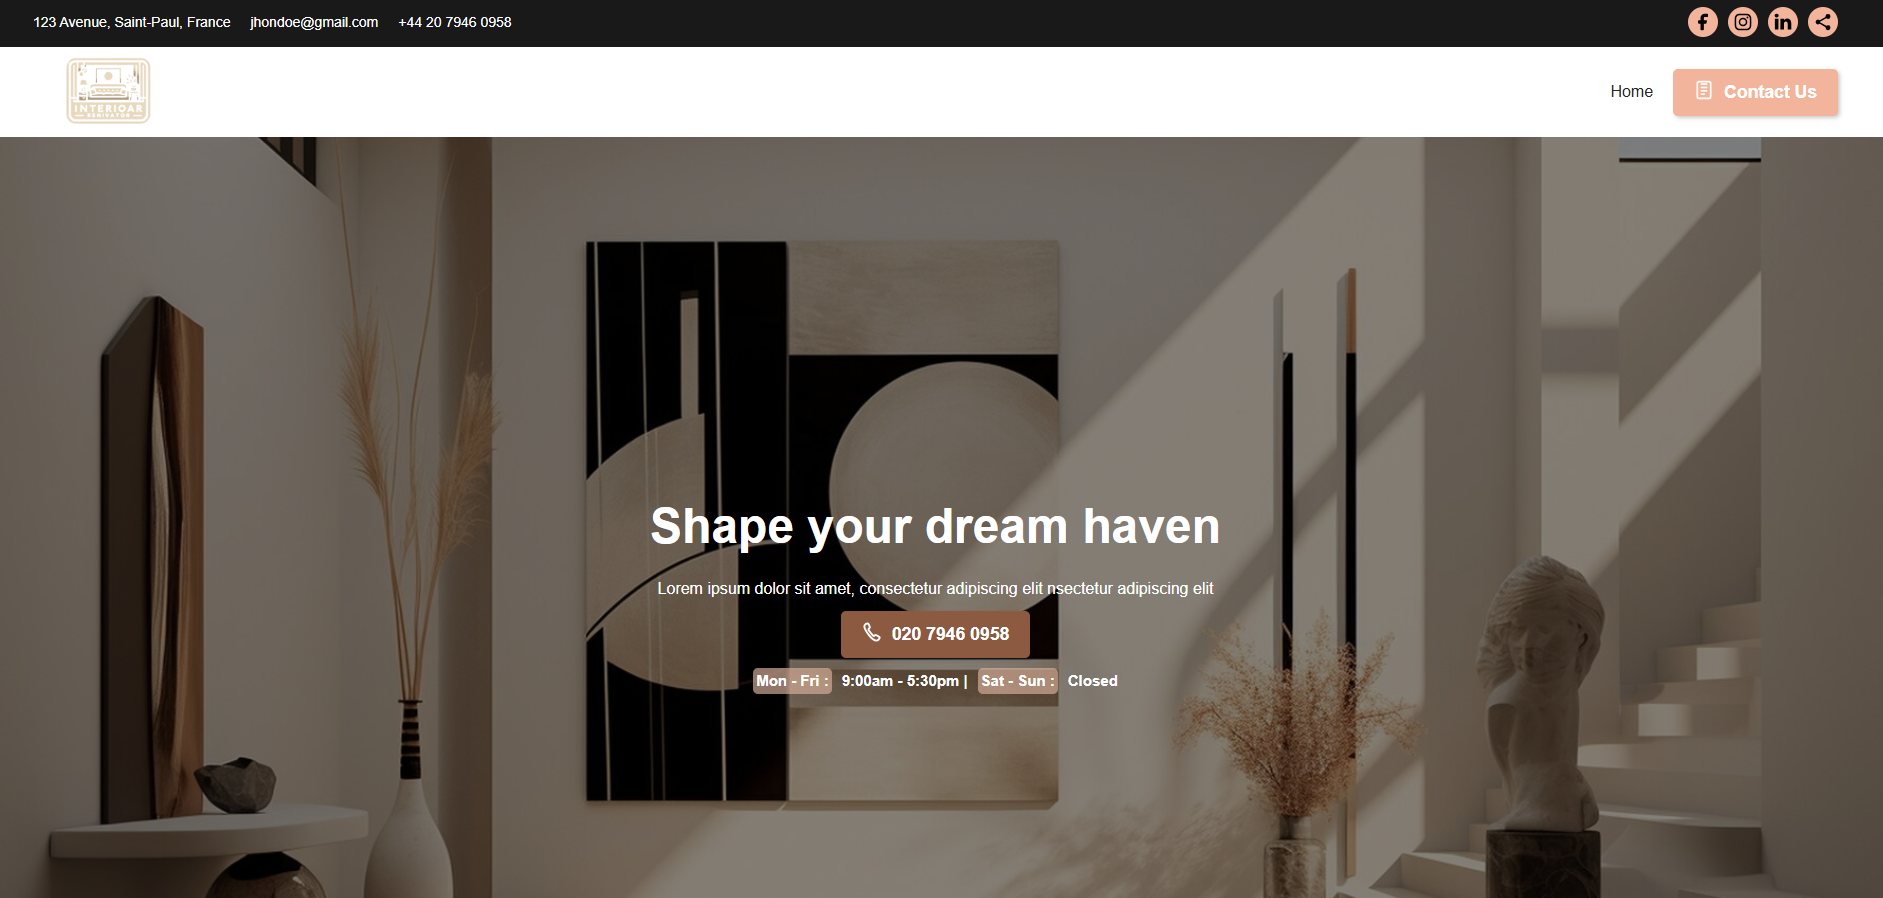 123 Avenue, Saint-Paul, France jhondoe@gmail.com +44 20 7946 0958
INTERIOAR
RENIVATOR
Home Contact Us
Shape your dream haven
Lorem ipsum dolor sit amet, consectetur adipiscing elit nsectetur adipiscing elit
020 7946 0958
Mon - Fri : 9:00am - 5:30pm | Sat - Sun : Closed